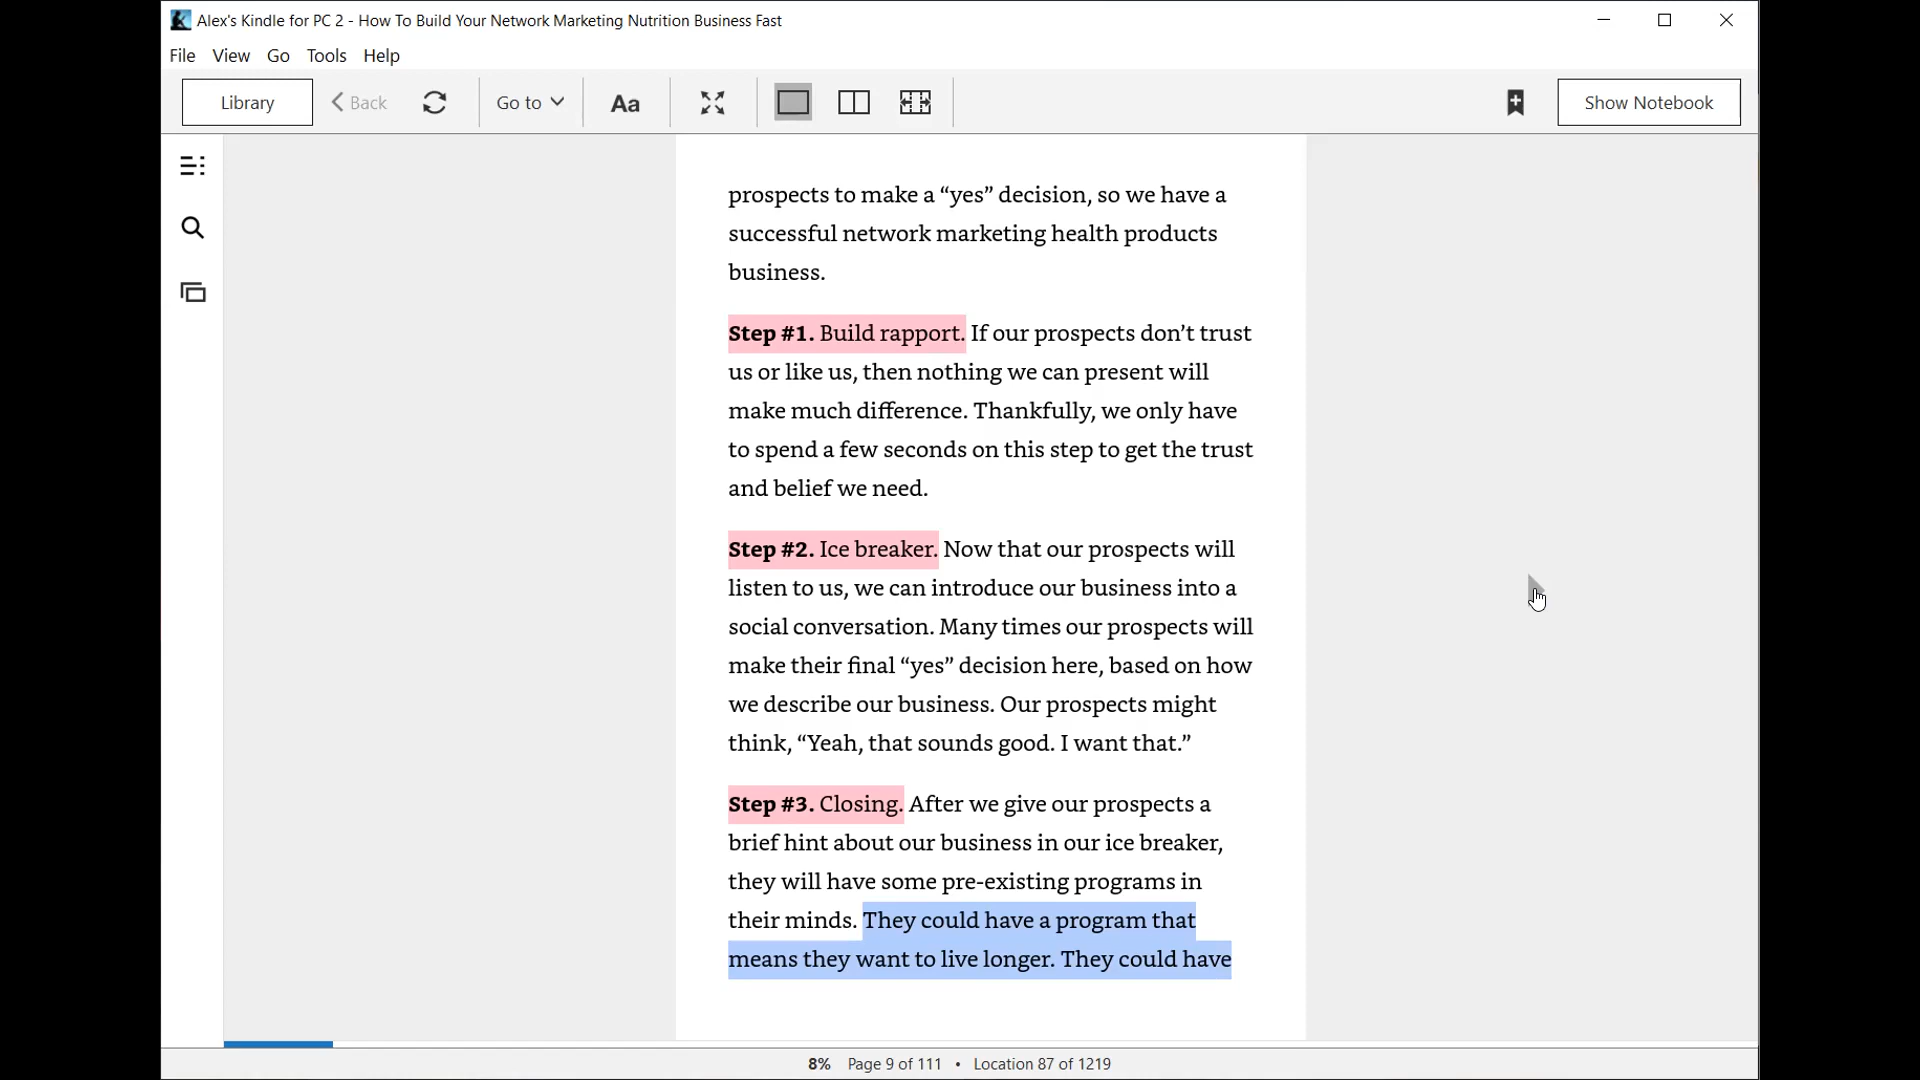 Alex's Kindle for PC 2 - How To Build Your Network Marketing Nutrition Business Fast
File View Go Tools Help
Library Back Go to Aa Show Notebook
prospects to make a “yes” decision, so we have a
successful network marketing health products
business.
Step #1. Build rapport. If our prospects don’t trust
us or like us, then nothing we can present will
make much difference. Thankfully, we only have
to spend a few seconds on this step to get the trust
and belief we need.
Step #2. Ice breaker. Now that our prospects will
listen to us, we can introduce our business into a
social conversation. Many times our prospects will
make their final “yes” decision here, based on how
we describe our business. Our prospects might
think, “Yeah, that sounds good. I want that.”
Step #3. Closing. After we give our prospects a
brief hint about our business in our ice breaker,
they will have some pre-existing programs in
their minds. They could have a program that
means they want to live longer. They could have
8% Page 9 of 111 • Location 87 of 1219